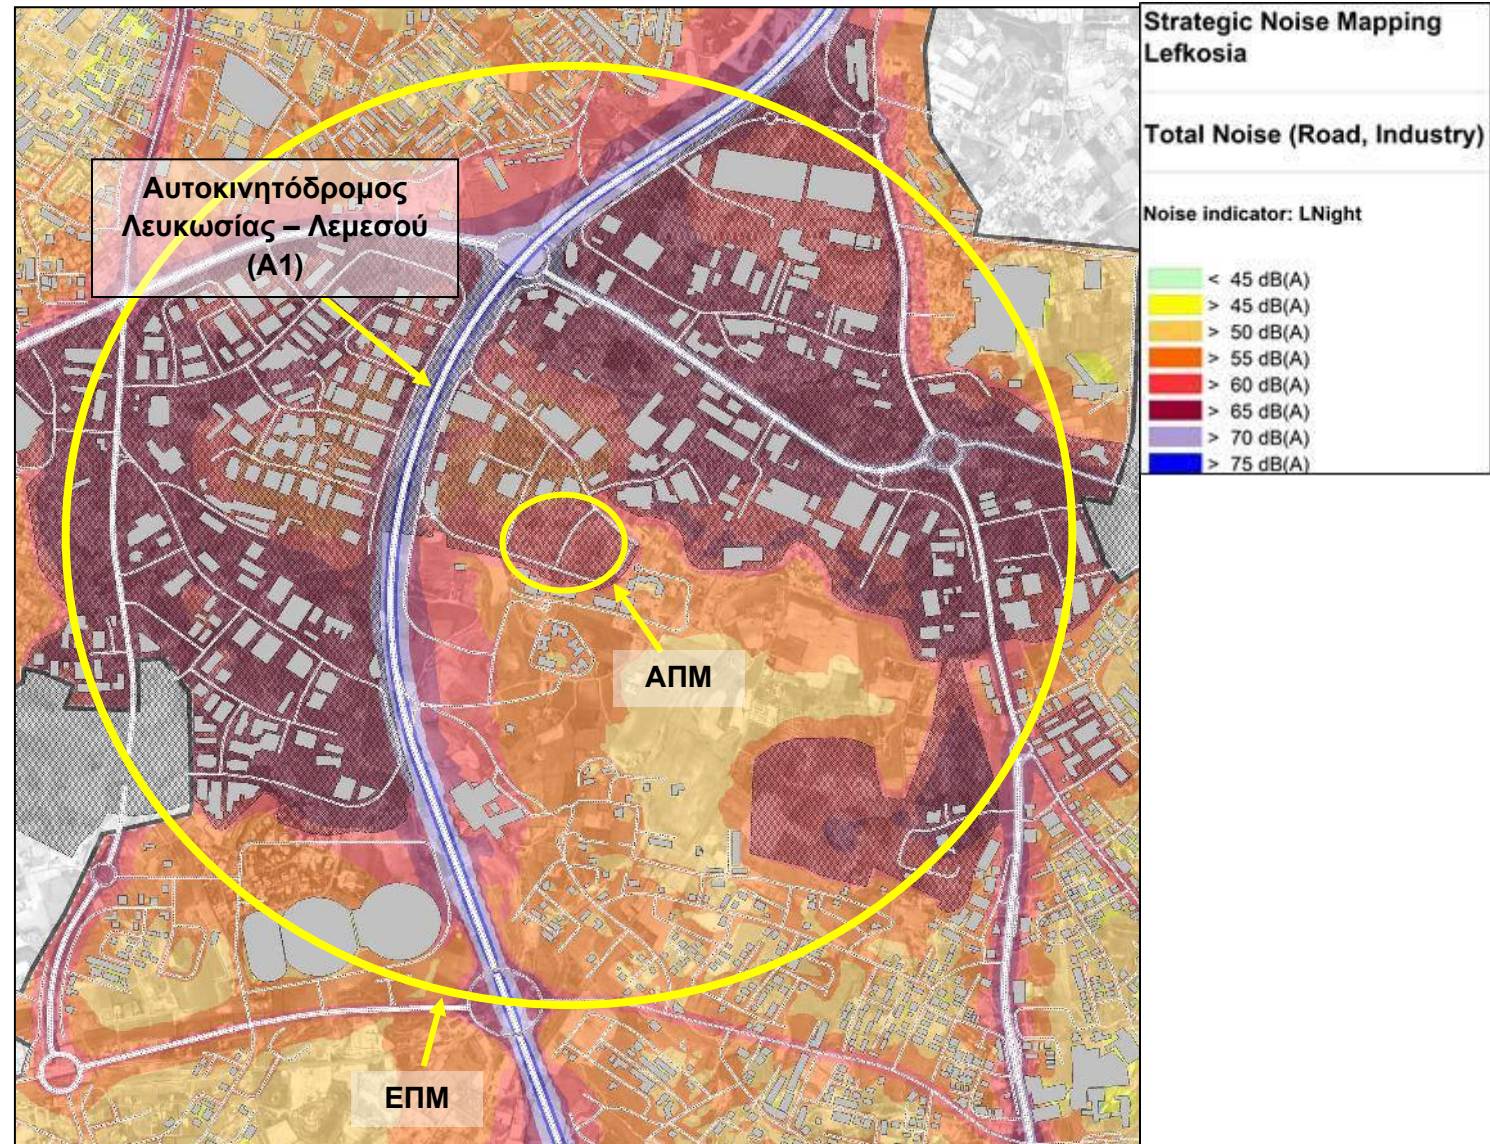 Αυτοκινητόδρομος
Λευκωσίας – Λεμεσού
(Α1)
ΑΠΜ
ΕΠΜ
Strategic Noise Mapping
Lefkosia
Total Noise (Road, Industry)
Noise indicator: LNight
< 45 dB(A)
> 45 dB(A)
> 50 dB(A)
> 55 dB(A)
> 60 dB(A)
> 65 dB(A)
> 70 dB(A)
> 75 dB(A)